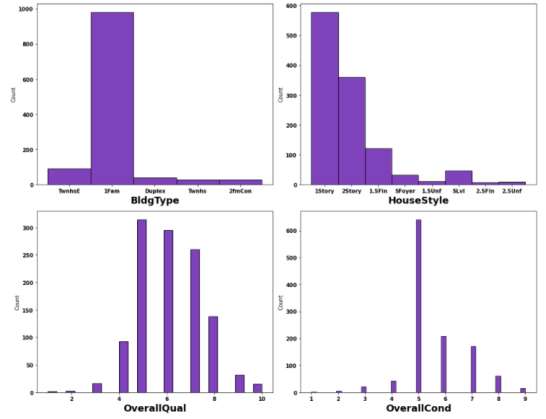 1000
800
600
400
200
0
Count
TwnhsE 1Fam Duplex Twnhs 2fmCon
BldgType
600
500
400
300
200
100
0
Count
1Story 2Story 1.5Fin SFoyer 1.5Unf SLvl 2.5Fin 2.5Unf
HouseStyle
300
250
200
150
100
50
0
Count
2 4 6 8 10
OverallQual
600
500
400
300
200
100
0
Count
1 2 3 4 5 6 7 8 9
OverallCond